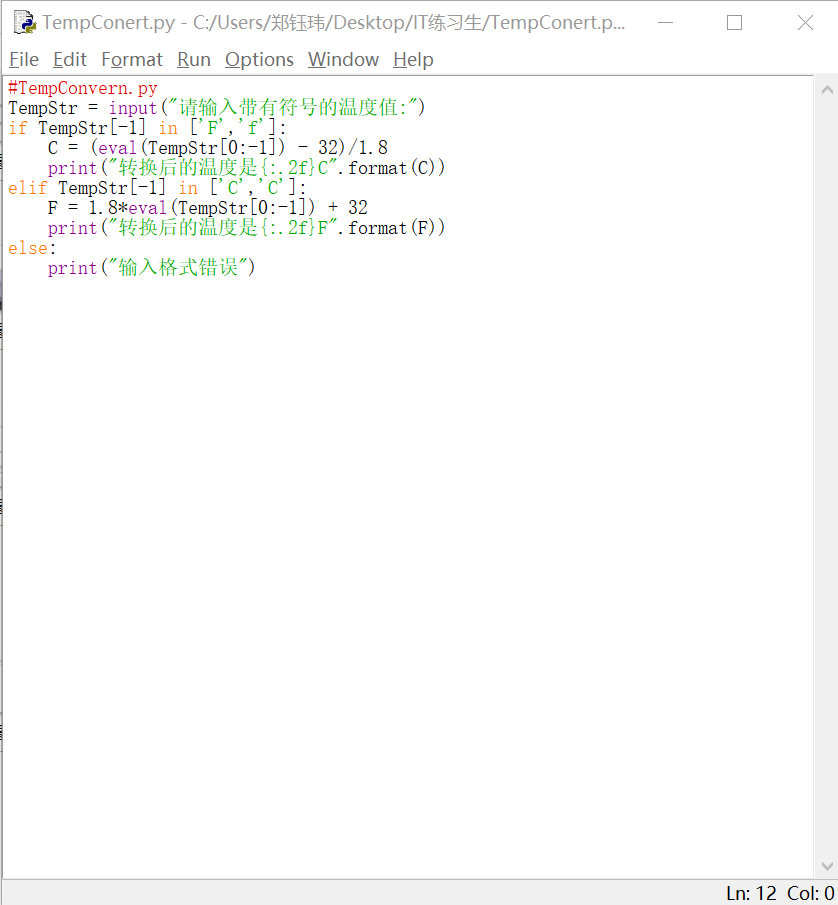 TempConert.py - C:/Users/郑钰玮/Desktop/IT练习生/TempConert.p...
File Edit Format Run Options Window Help
#TempConvern.py
TempStr = input("请输入带有符号的温度值:")
if TempStr[-1] in ['F','f']:
    C = (eval(TempStr[0:-1]) - 32)/1.8
    print("转换后的温度是{:.2f}C".format(C))
elif TempStr[-1] in ['C','C']:
    F = 1.8*eval(TempStr[0:-1]) + 32
    print("转换后的温度是{:.2f}F".format(F))
else:
    print("输入格式错误")
Ln: 12 Col: 0